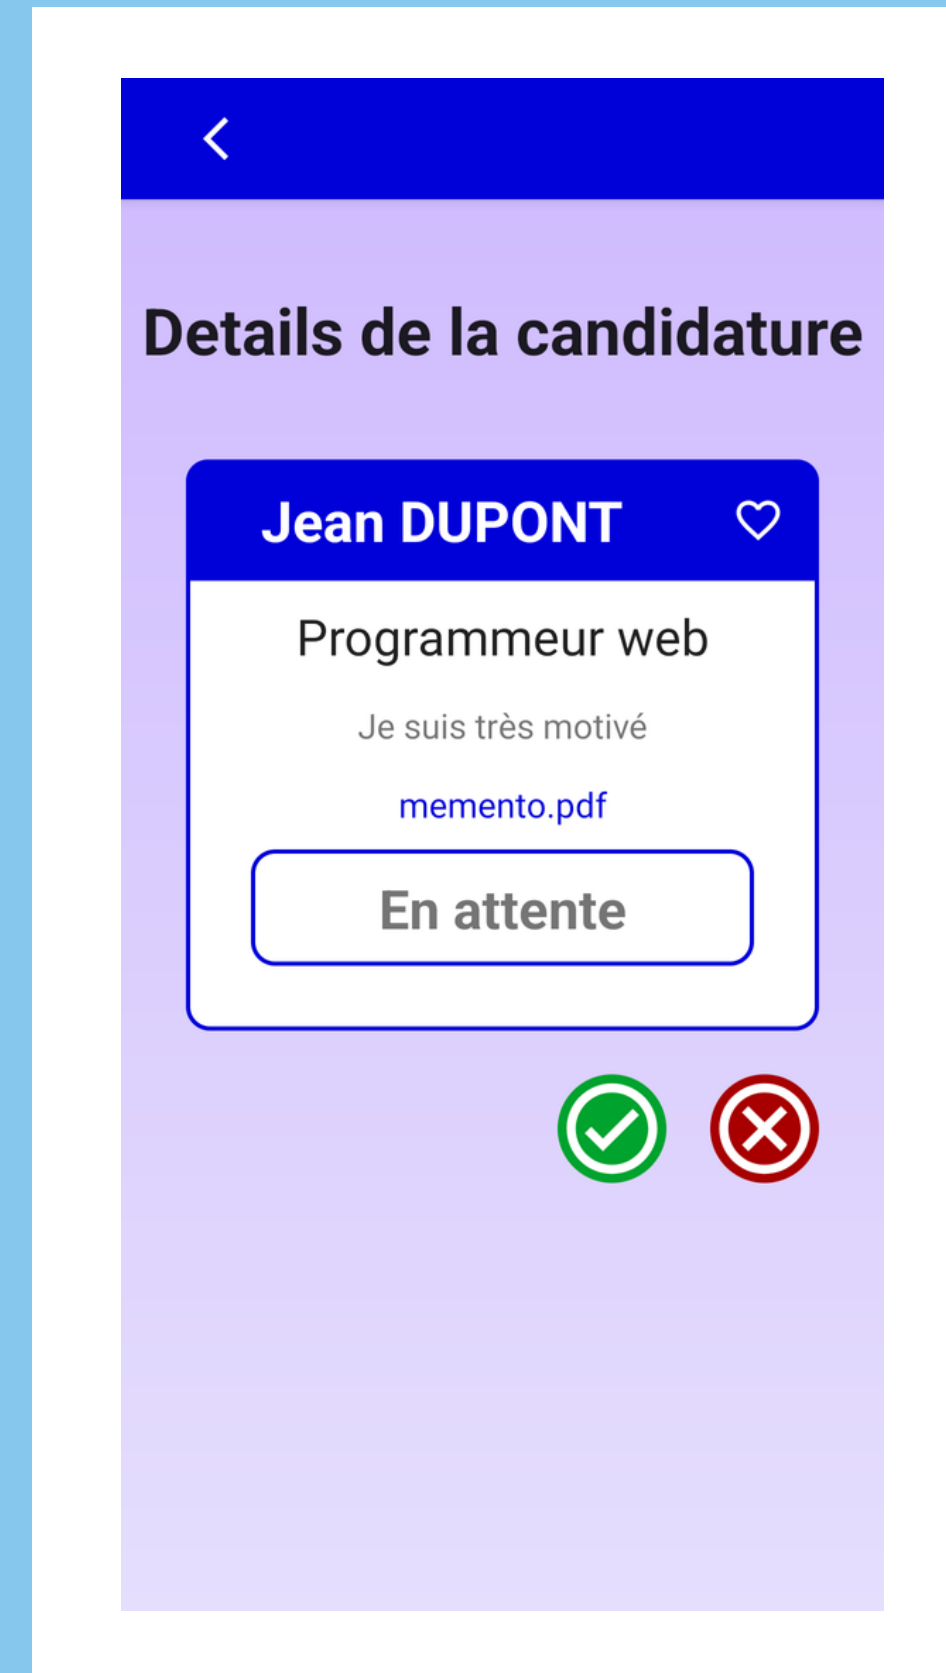 Details de la candidature
Jean DUPONT
Programmeur web
Je suis très motivé
memento.pdf
En attente